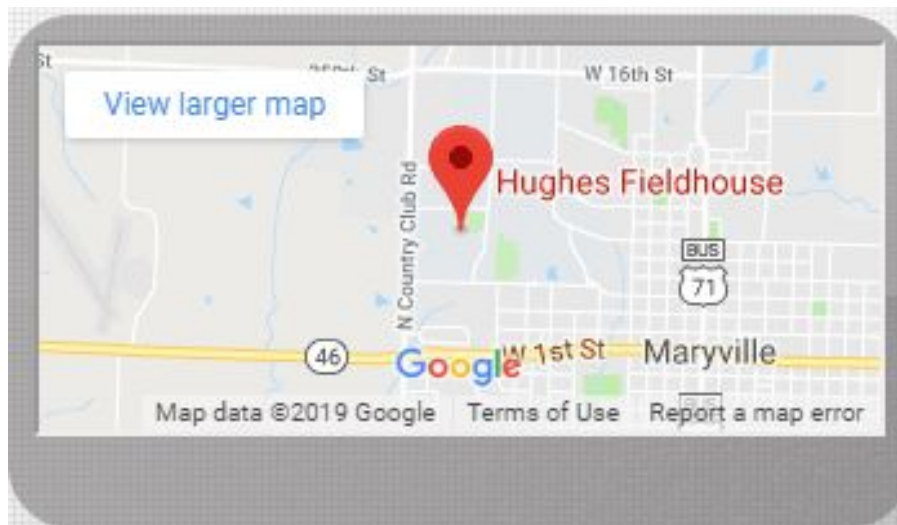 St
St
W 16th St
View larger map
Hughes Fieldhouse
N Country Club Rd
BUS
71
46
Google
W 1st St
Maryville
BUS
Map data ©2019 Google
Terms of Use
Report a map error